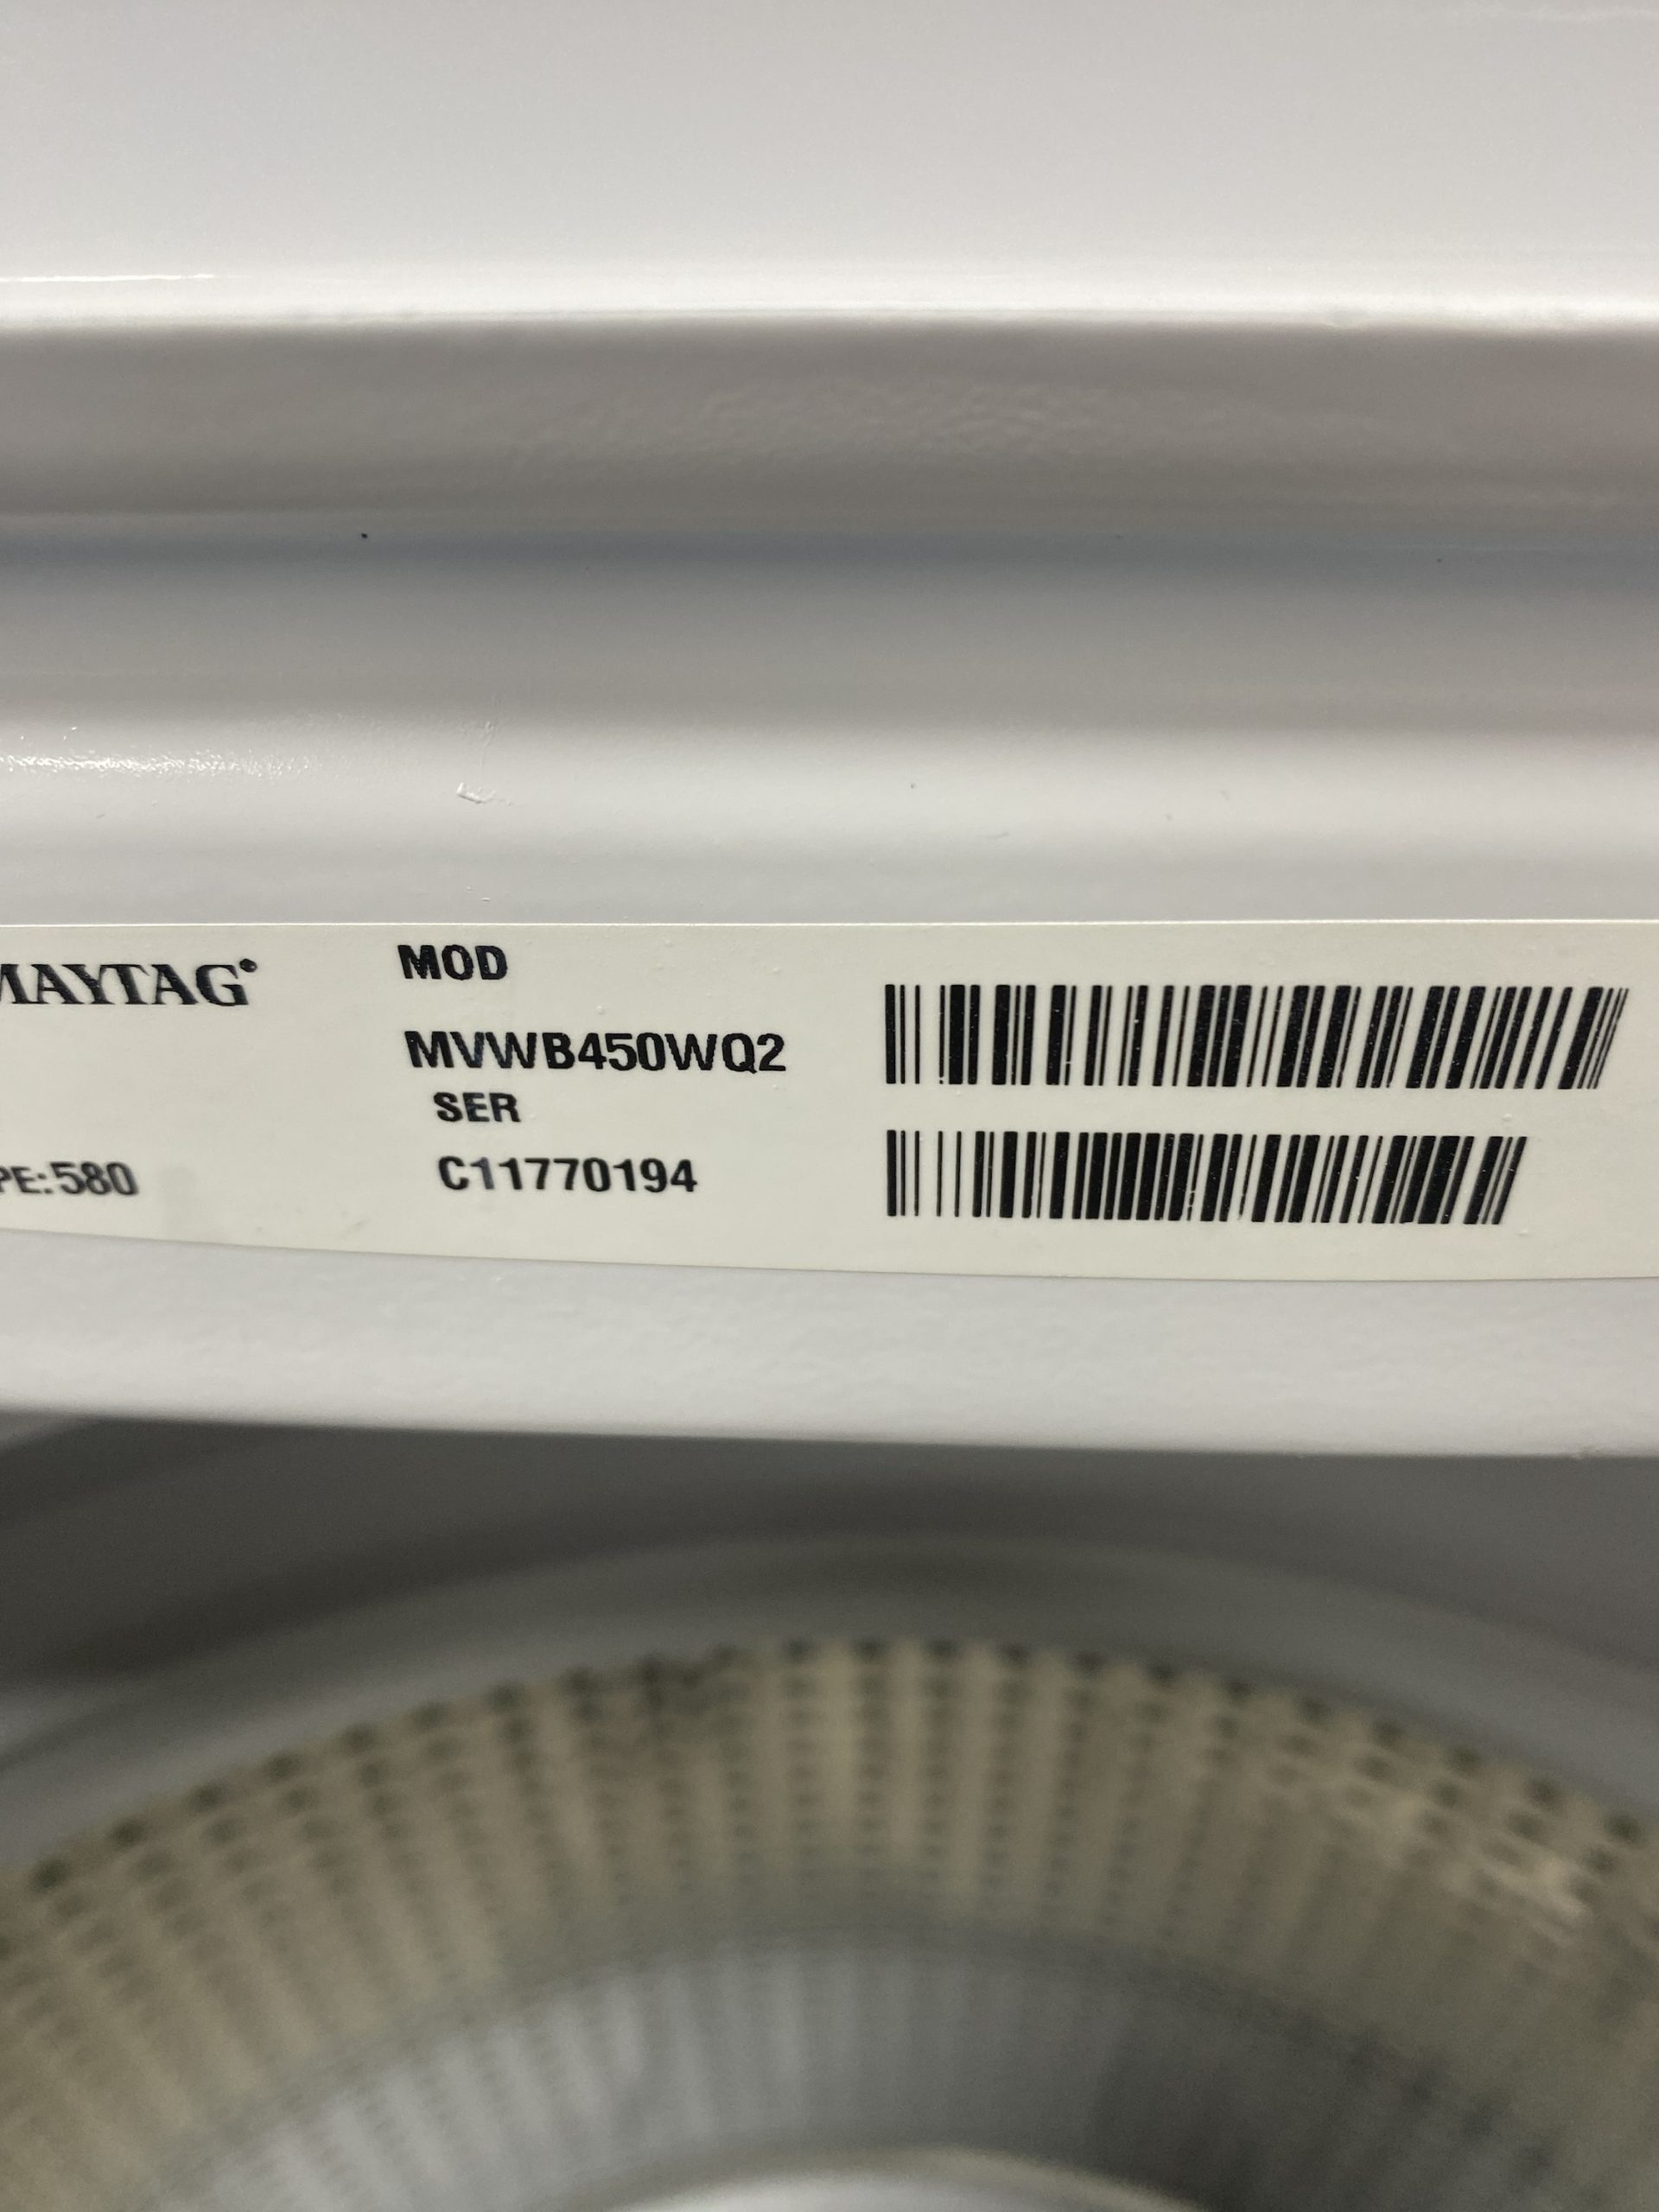 MAYTAG®
MOD
MVWB450WQ2
SER
C11770194
PE:580